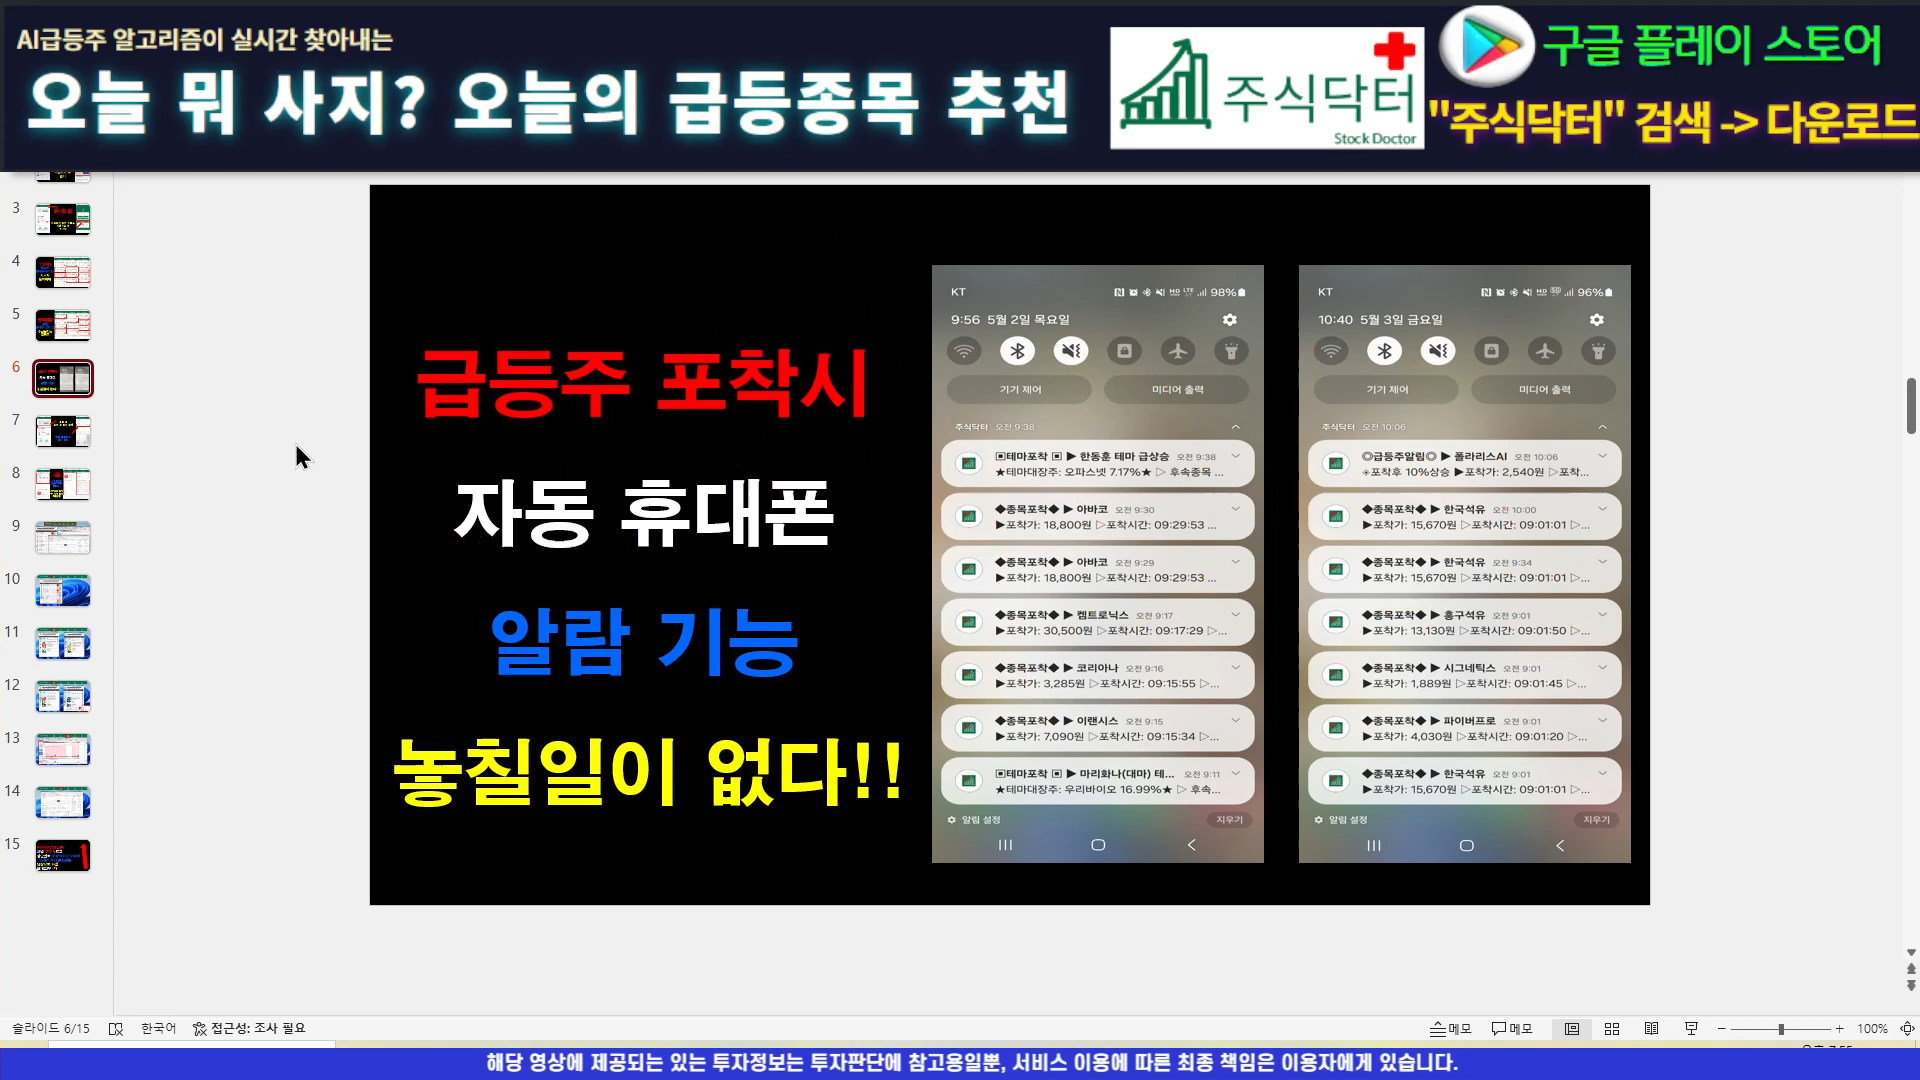 AI급등주 알고리즘이 실시간 찾아내는
오늘 뭐 사지? 오늘의 급등종목 추천
주식닥터
Stock Doctor
구글 플레이 스토어
"주식닥터" 검색 -> 다운로드
3
4
5
6
7
8
9
10
11
12
13
14
15
급등주 포착시
자동 휴대폰
알람 기능
놓칠일이 없다!!
KT
98%
9:56 5월 2일 목요일
기기 제어
미디어 출력
주식닥터 오전 9:38
▣테마포착 ▣ ▶ 한동훈 테마 급상승 오전 9:38
★테마대장주: 오파스넷 7.17%★ ▷ 후속종목 ...
◆종목포착◆ ▶ 아바코 오전 9:30
▶포착가: 18,800원 ▷포착시간: 09:29:53 ...
◆종목포착◆ ▶ 아바코 오전 9:29
▶포착가: 18,800원 ▷포착시간: 09:29:53 ...
◆종목포착◆ ▶ 켐트로닉스 오전 9:17
▶포착가: 30,500원 ▷포착시간: 09:17:29 ▷...
◆종목포착◆ ▶ 코리아나 오전 9:16
▶포착가: 3,285원 ▷포착시간: 09:15:55 ▷...
◆종목포착◆ ▶ 이랜시스 오전 9:15
▶포착가: 7,090원 ▷포착시간: 09:15:34 ▷...
▣테마포착 ▣ ▶ 마리화나(대마) 테... 오전 9:11
★테마대장주: 우리바이오 16.99%★ ▷ 후속...
알림 설정
지우기
KT
96%
10:40 5월 3일 금요일
기기 제어
미디어 출력
주식닥터 오전 10:06
◎급등주알림◎ ▶ 폴라리스AI 오전 10:06
◈포착후 10%상승 ▶포착가: 2,540원 ▷포착...
◆종목포착◆ ▶ 한국석유 오전 10:00
▶포착가: 15,670원 ▷포착시간: 09:01:01 ▷...
◆종목포착◆ ▶ 한국석유 오전 9:34
▶포착가: 15,670원 ▷포착시간: 09:01:01 ▷...
◆종목포착◆ ▶ 흥구석유 오전 9:01
▶포착가: 13,130원 ▷포착시간: 09:01:50 ▷...
◆종목포착◆ ▶ 시그네틱스 오전 9:01
▶포착가: 1,889원 ▷포착시간: 09:01:45 ▷...
◆종목포착◆ ▶ 파이버프로 오전 9:01
▶포착가: 4,030원 ▷포착시간: 09:01:20 ▷...
◆종목포착◆ ▶ 한국석유 오전 9:01
▶포착가: 15,670원 ▷포착시간: 09:01:01 ▷...
알림 설정
지우기
슬라이드 6/15 한국어 접근성: 조사 필요
메모 메모 100%
해당 영상에 제공되는 있는 투자정보는 투자판단에 참고용일뿐, 서비스 이용에 따른 최종 책임은 이용자에게 있습니다.